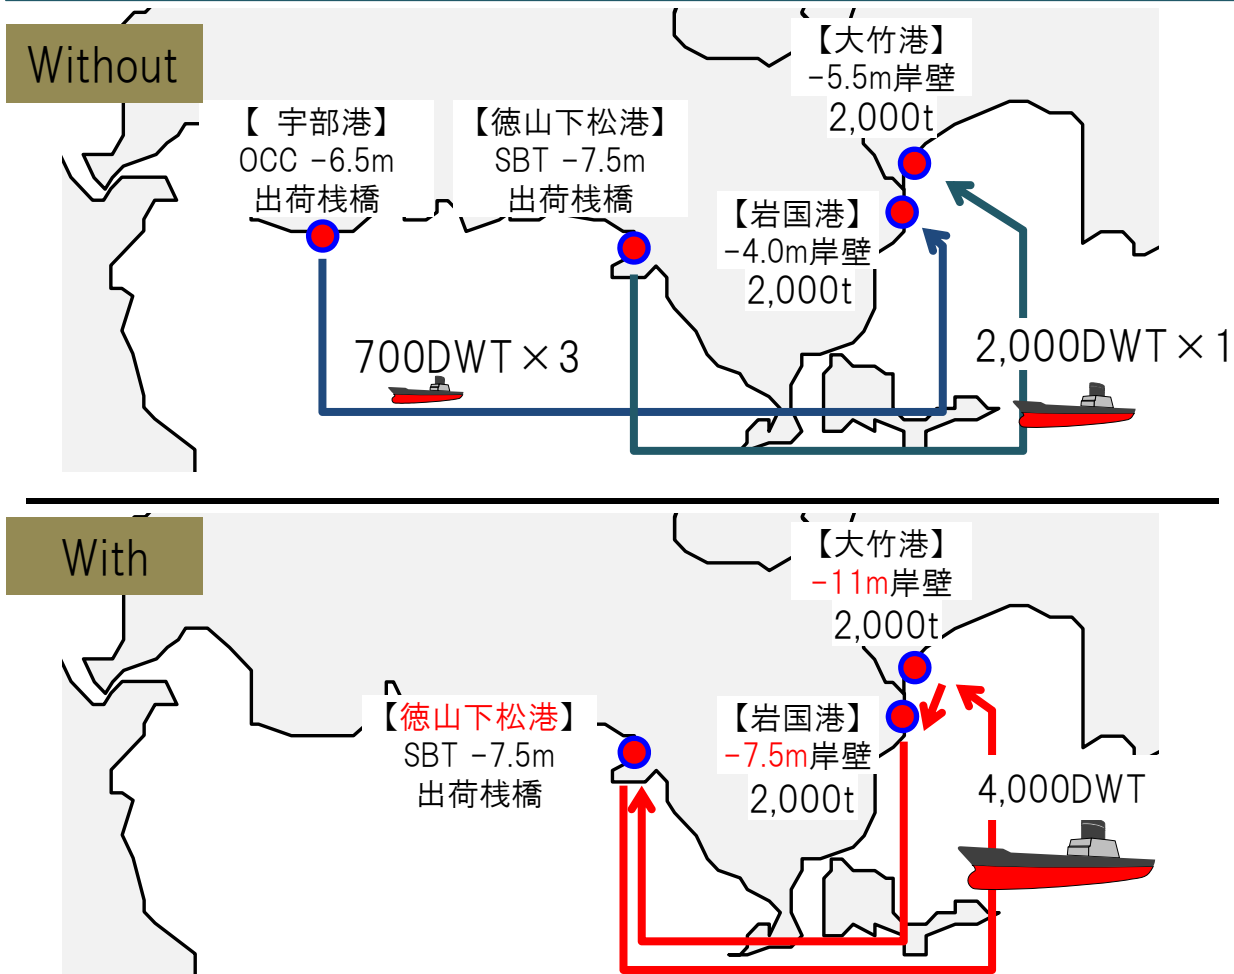 Without
【大竹港】
-5.5m岸壁
2,000t
【 宇部港】
OCC -6.5m
出荷桟橋
【徳山下松港】
SBT -7.5m
出荷桟橋
【岩国港】
-4.0m岸壁
2,000t
700DWT×3
2,000DWT×1
With
【大竹港】
-11m岸壁
2,000t
【徳山下松港】
SBT -7.5m
出荷桟橋
【岩国港】
-7.5m岸壁
2,000t
4,000DWT